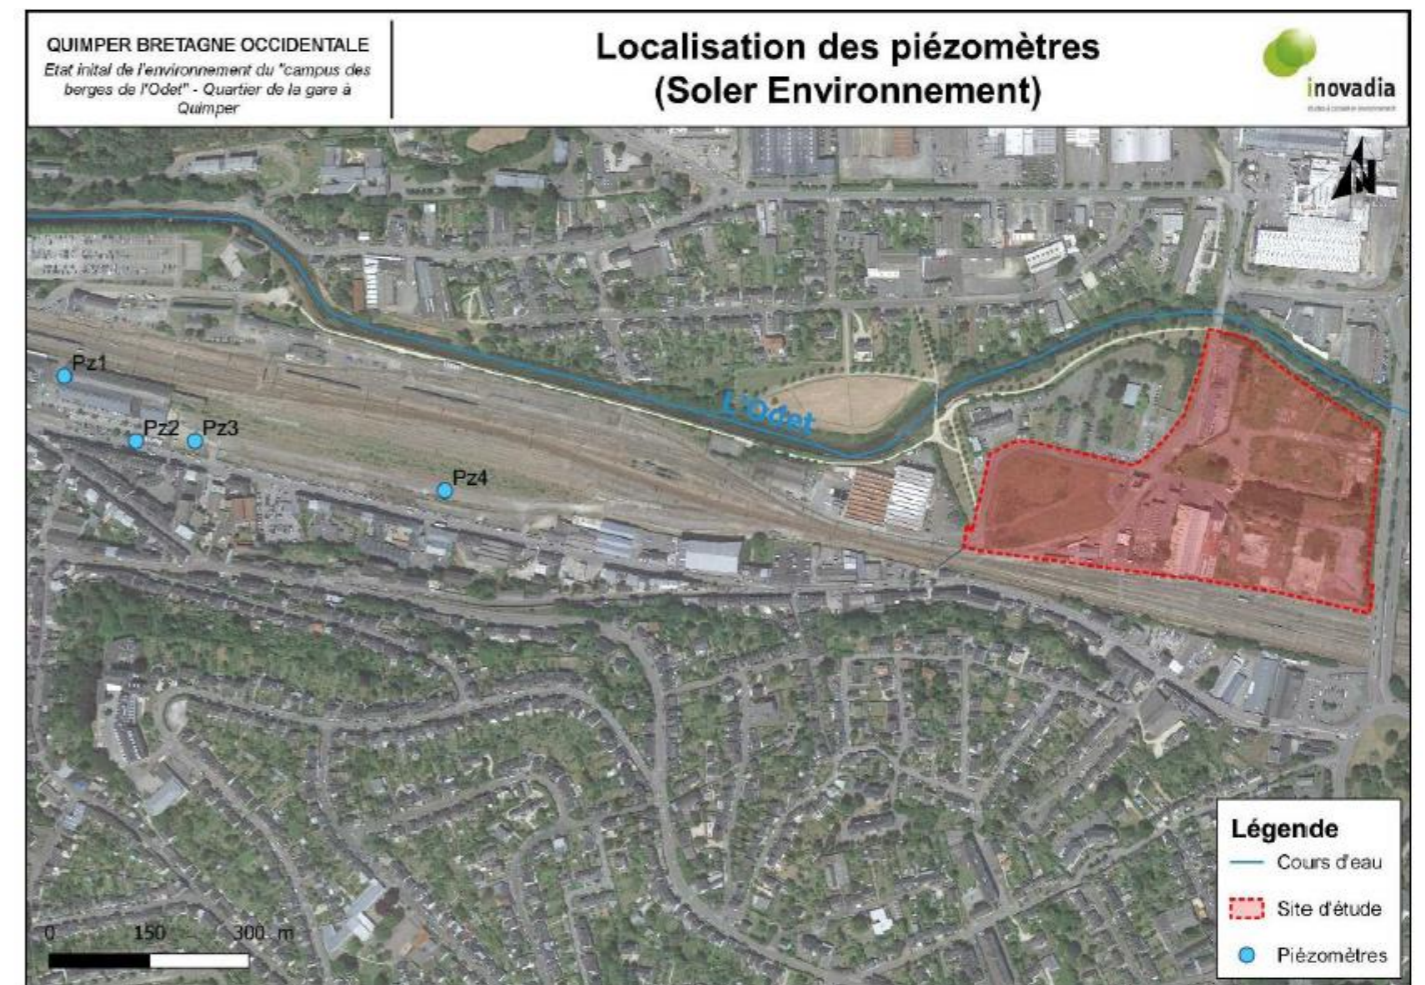 QUIMPER BRETAGNE OCCIDENTALE
Etat inital de l'environnement du "campus des
berges de l'Odet" - Quartier de la gare à
Quimper
Localisation des piézomètres
(Soler Environnement)
inovadia
N
Pz1
Pz2
Pz3
Pz4
L'Odet
Légende
Cours d'eau
Site d'étude
Piézomètres
0 150 300 m